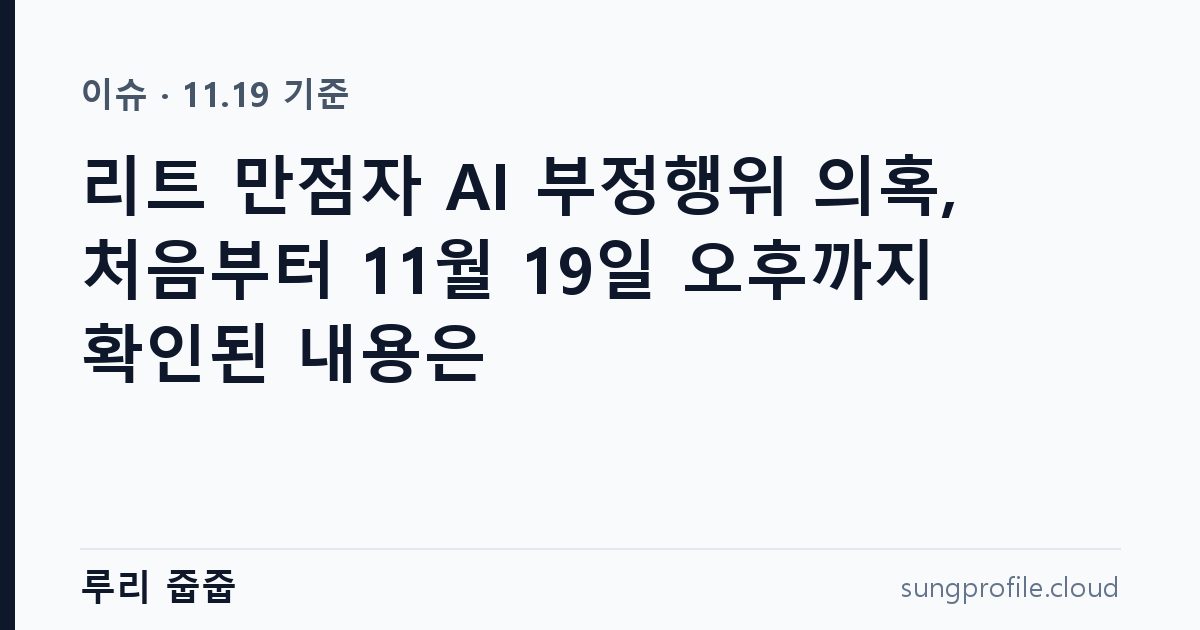 이슈 · 11.19 기준
리트 만점자 AI 부정행위 의혹,
처음부터 11월 19일 오후까지
확인된 내용은
루리 줍줍
sungprofile.cloud